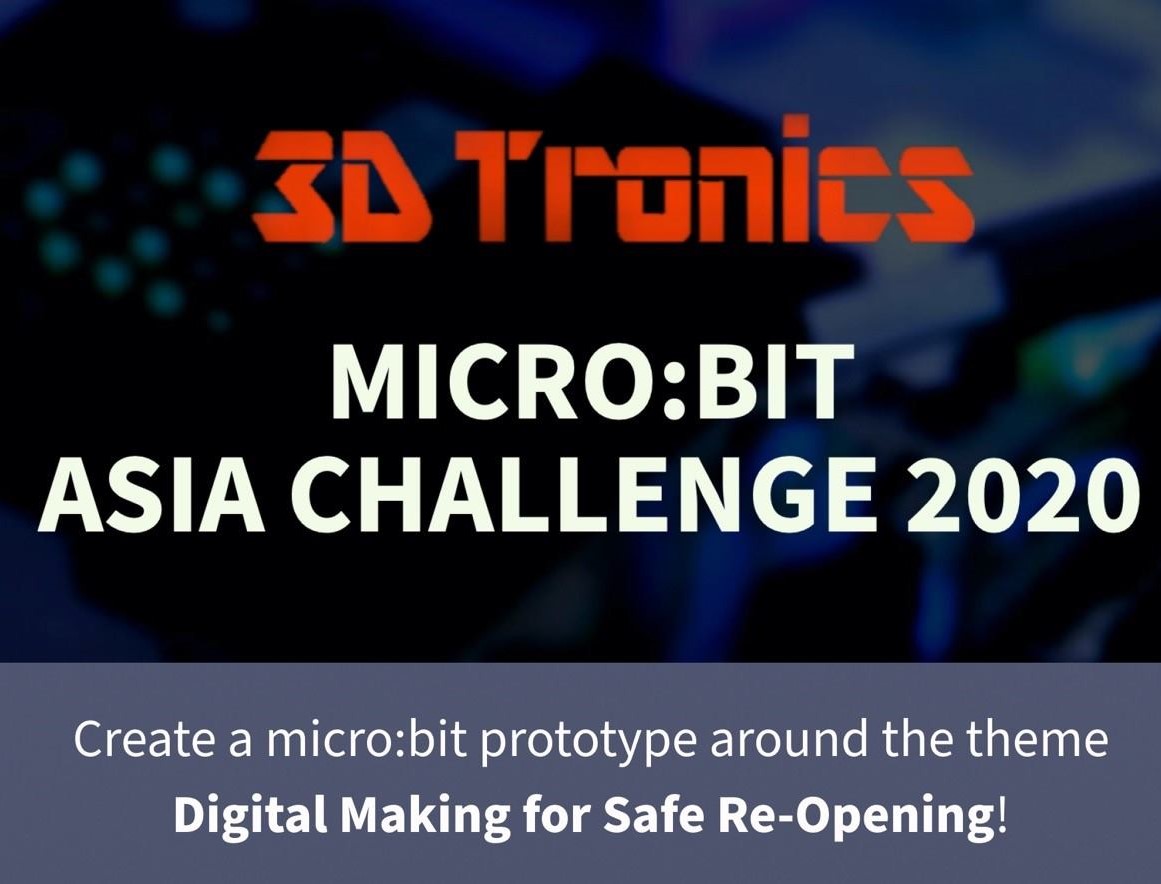 3D Tronics
MICRO:BIT
ASIA CHALLENGE 2020
Create a micro:bit prototype around the theme
Digital Making for Safe Re-Opening!